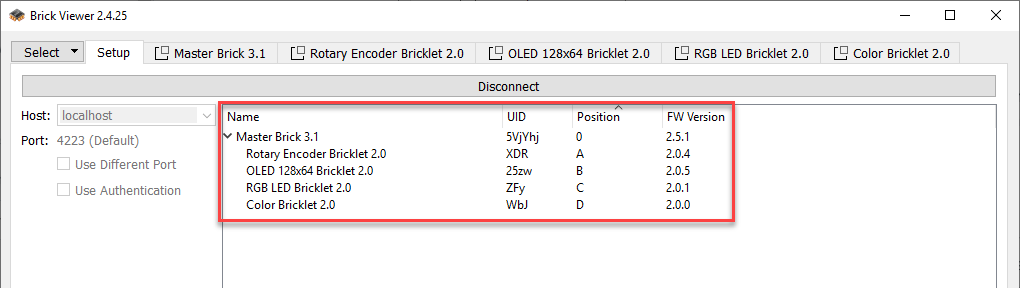 Brick Viewer 2.4.25
Select Setup Master Brick 3.1 Rotary Encoder Bricklet 2.0 OLED 128x64 Bricklet 2.0 RGB LED Bricklet 2.0 Color Bricklet 2.0
Disconnect
Host: localhost
Port: 4223 (Default)
Use Different Port
Use Authentication
Name UID Position FW Version
Master Brick 3.1 5VjYhj 0 2.5.1
Rotary Encoder Bricklet 2.0 XDR A 2.0.4
OLED 128x64 Bricklet 2.0 25zw B 2.0.5
RGB LED Bricklet 2.0 ZFy C 2.0.1
Color Bricklet 2.0 WbJ D 2.0.0